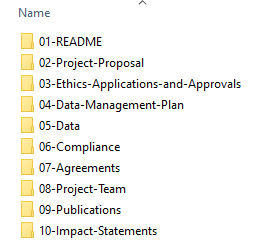 Name
01-README
02-Project-Proposal
03-Ethics-Applications-and-Approvals
04-Data-Management-Plan
05-Data
06-Compliance
07-Agreements
08-Project-Team
09-Publications
10-Impact-Statements